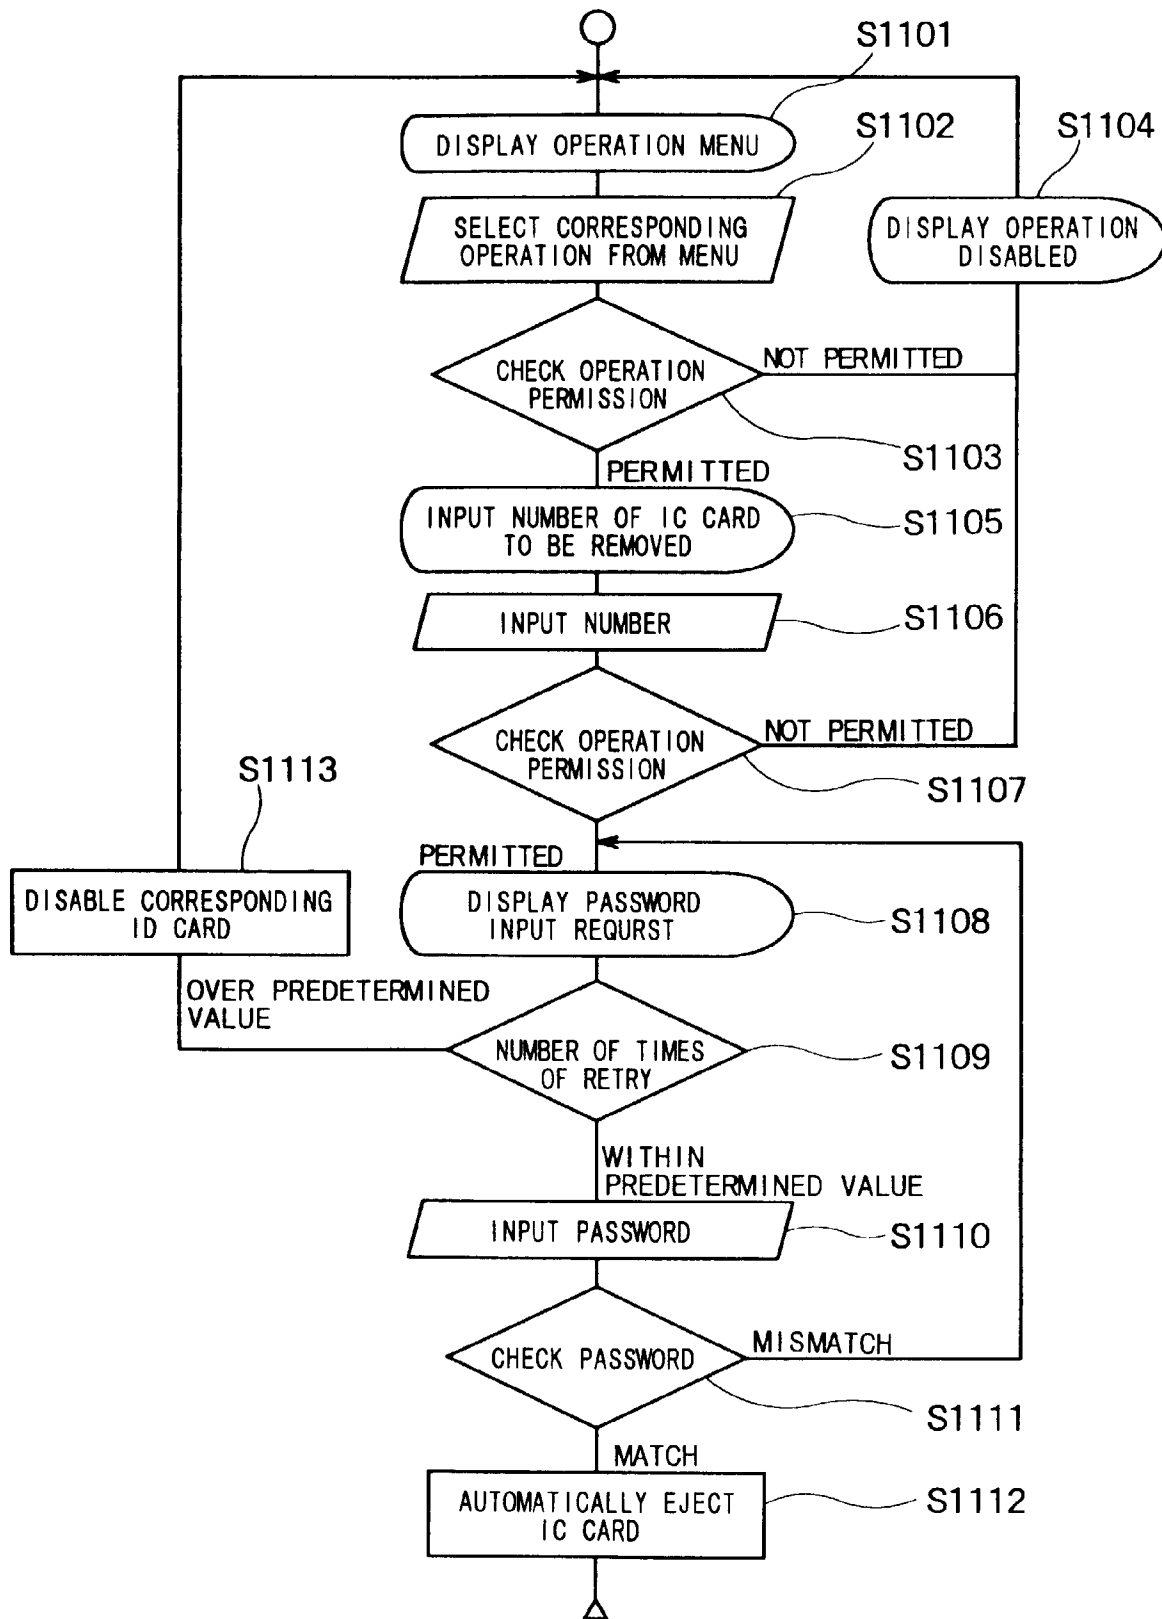 S1101
DISPLAY OPERATION MENU
S1102
SELECT CORRESPONDING
OPERATION FROM MENU
S1104
DISPLAY OPERATION
DISABLED
CHECK OPERATION
PERMISSION
NOT PERMITTED
S1103
PERMITTED
INPUT NUMBER OF IC CARD
TO BE REMOVED
S1105
INPUT NUMBER
S1106
CHECK OPERATION
PERMISSION
NOT PERMITTED
S1107
S1113
DISABLE CORRESPONDING
ID CARD
PERMITTED
DISPLAY PASSWORD
INPUT REQURST
S1108
OVER PREDETERMINED
VALUE
NUMBER OF TIMES
OF RETRY
S1109
WITHIN
PREDETERMINED VALUE
INPUT PASSWORD
S1110
CHECK PASSWORD
MISMATCH
S1111
MATCH
AUTOMATICALLY EJECT
IC CARD
S1112